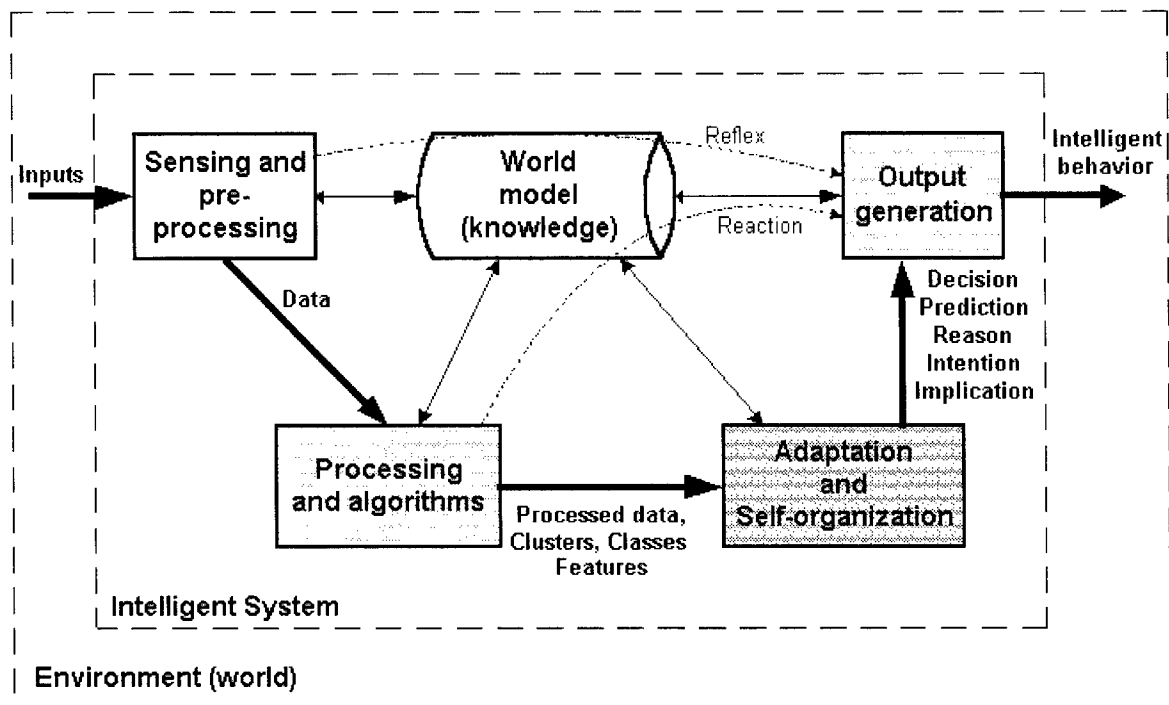 Inputs
Sensing and
pre-
processing
World
model
(knowledge)
Reflex
Reaction
Output
generation
Intelligent
behavior
Data
Decision
Prediction
Reason
Intention
Implication
Processing
and algorithms
Processed data,
Clusters, Classes
Features
Adaptation
and
Self-organization
Intelligent System
Environment (world)